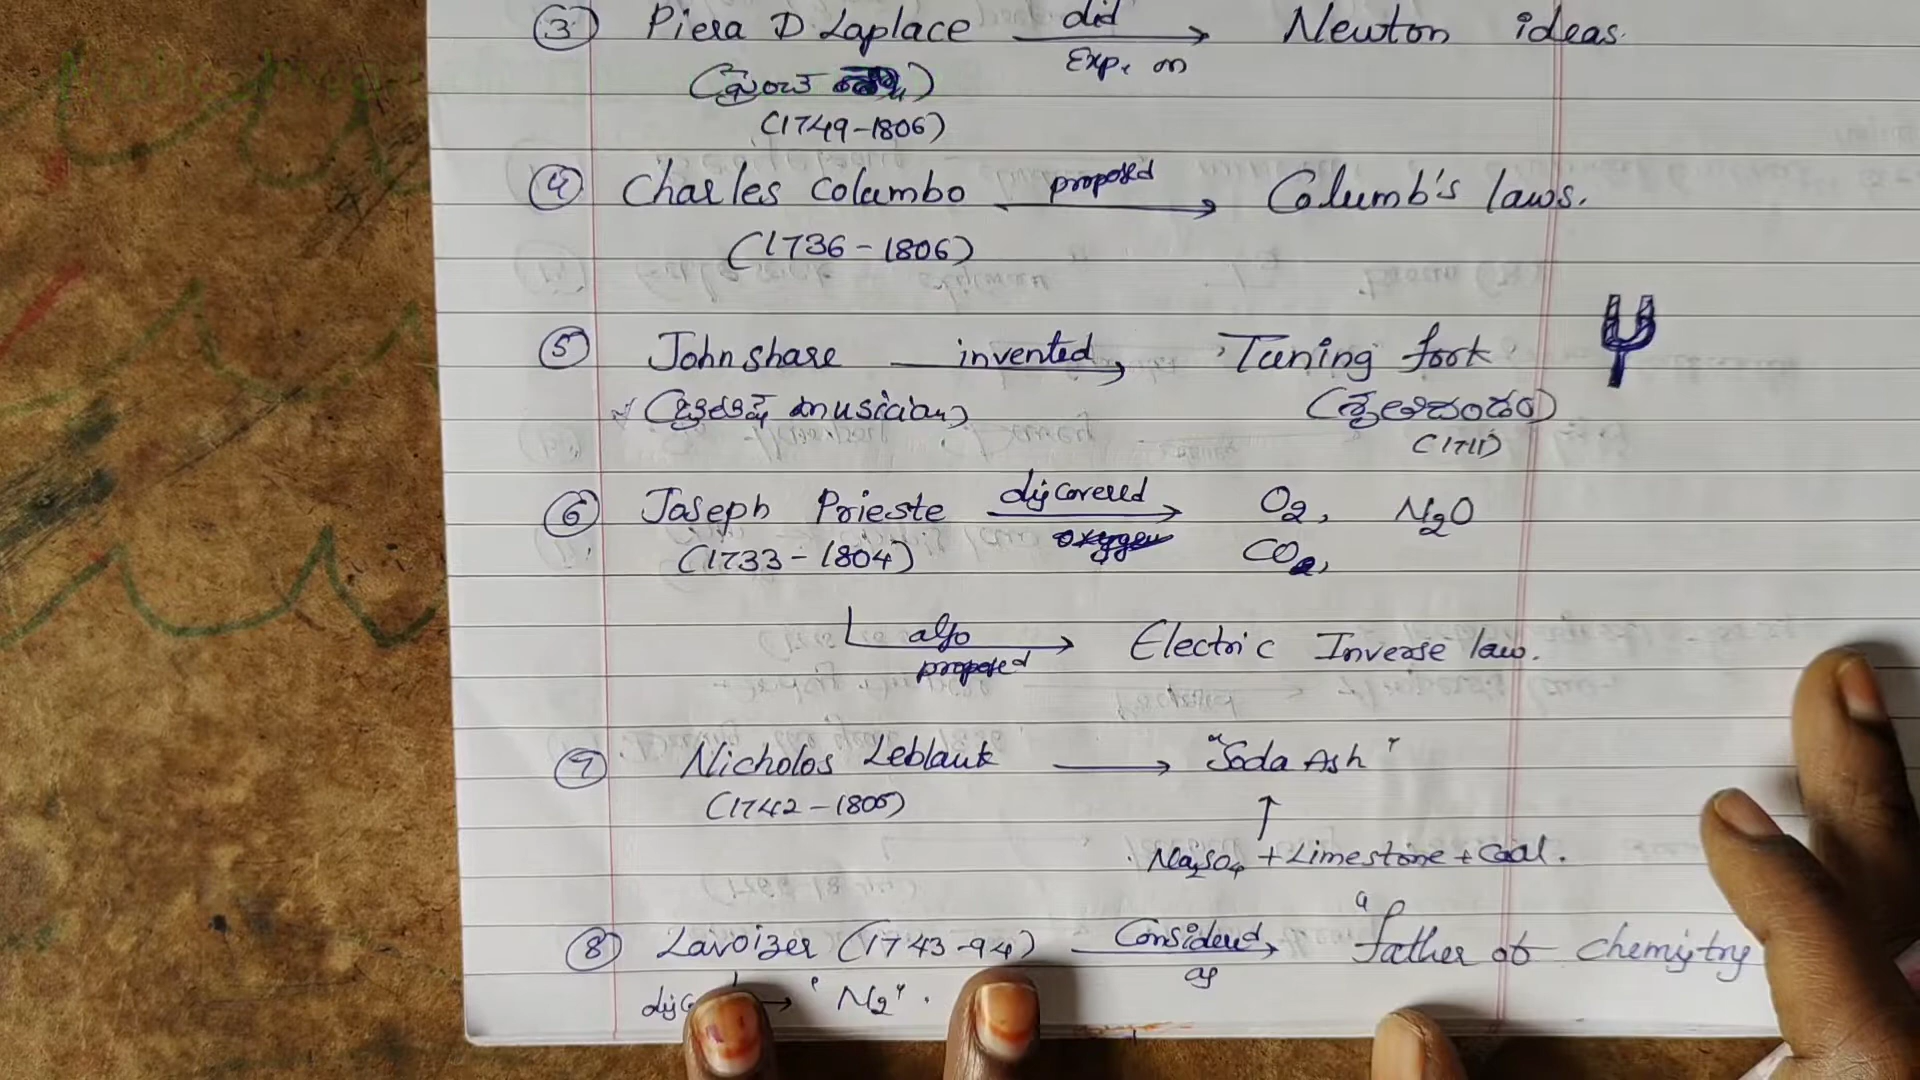 ③ Piera D. Laplace did Exp. on → Newton ideas.
(1749-1806)
④ Charles Columbo proposed → Columb's laws.
(1736-1806)
⑤ John share invented → Tuning fork
musician)
(1711)
⑥ Joseph Prieste discovered → O2, N2O
(1733-1804) CO2,
also proposed → Electric Inverse law.
⑦ Nicholos Leblauk → "Soda Ash"
(1742-1806)
↑
Na2SO4 + Limestone + Coal.
⑧ Lavoizer (1743-94) Considerd as → "father of chemistry
→ "N2".